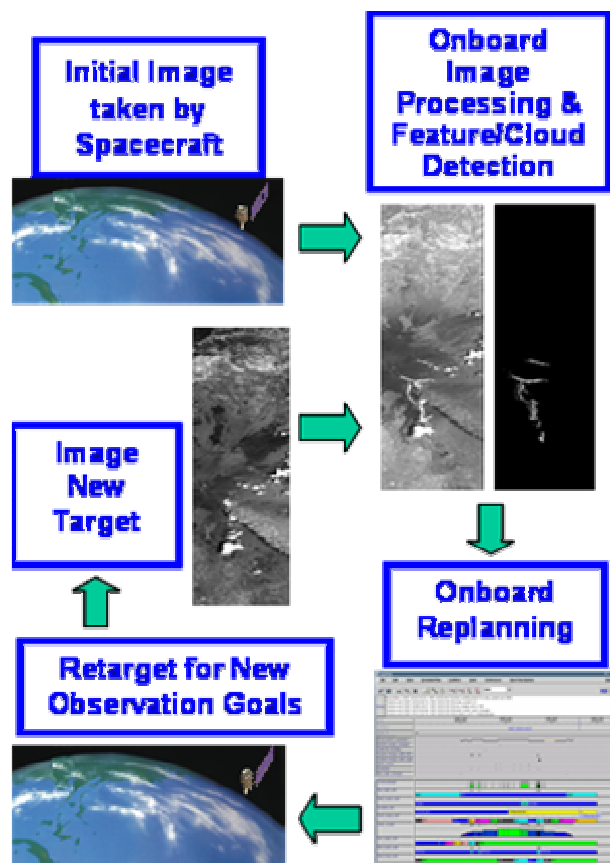 Initial Image
taken by
Spacecraft
Onboard
Image
Processing &
Feature/Cloud
Detection
Image
New
Target
Onboard
Replanning
Retarget for New
Observation Goals